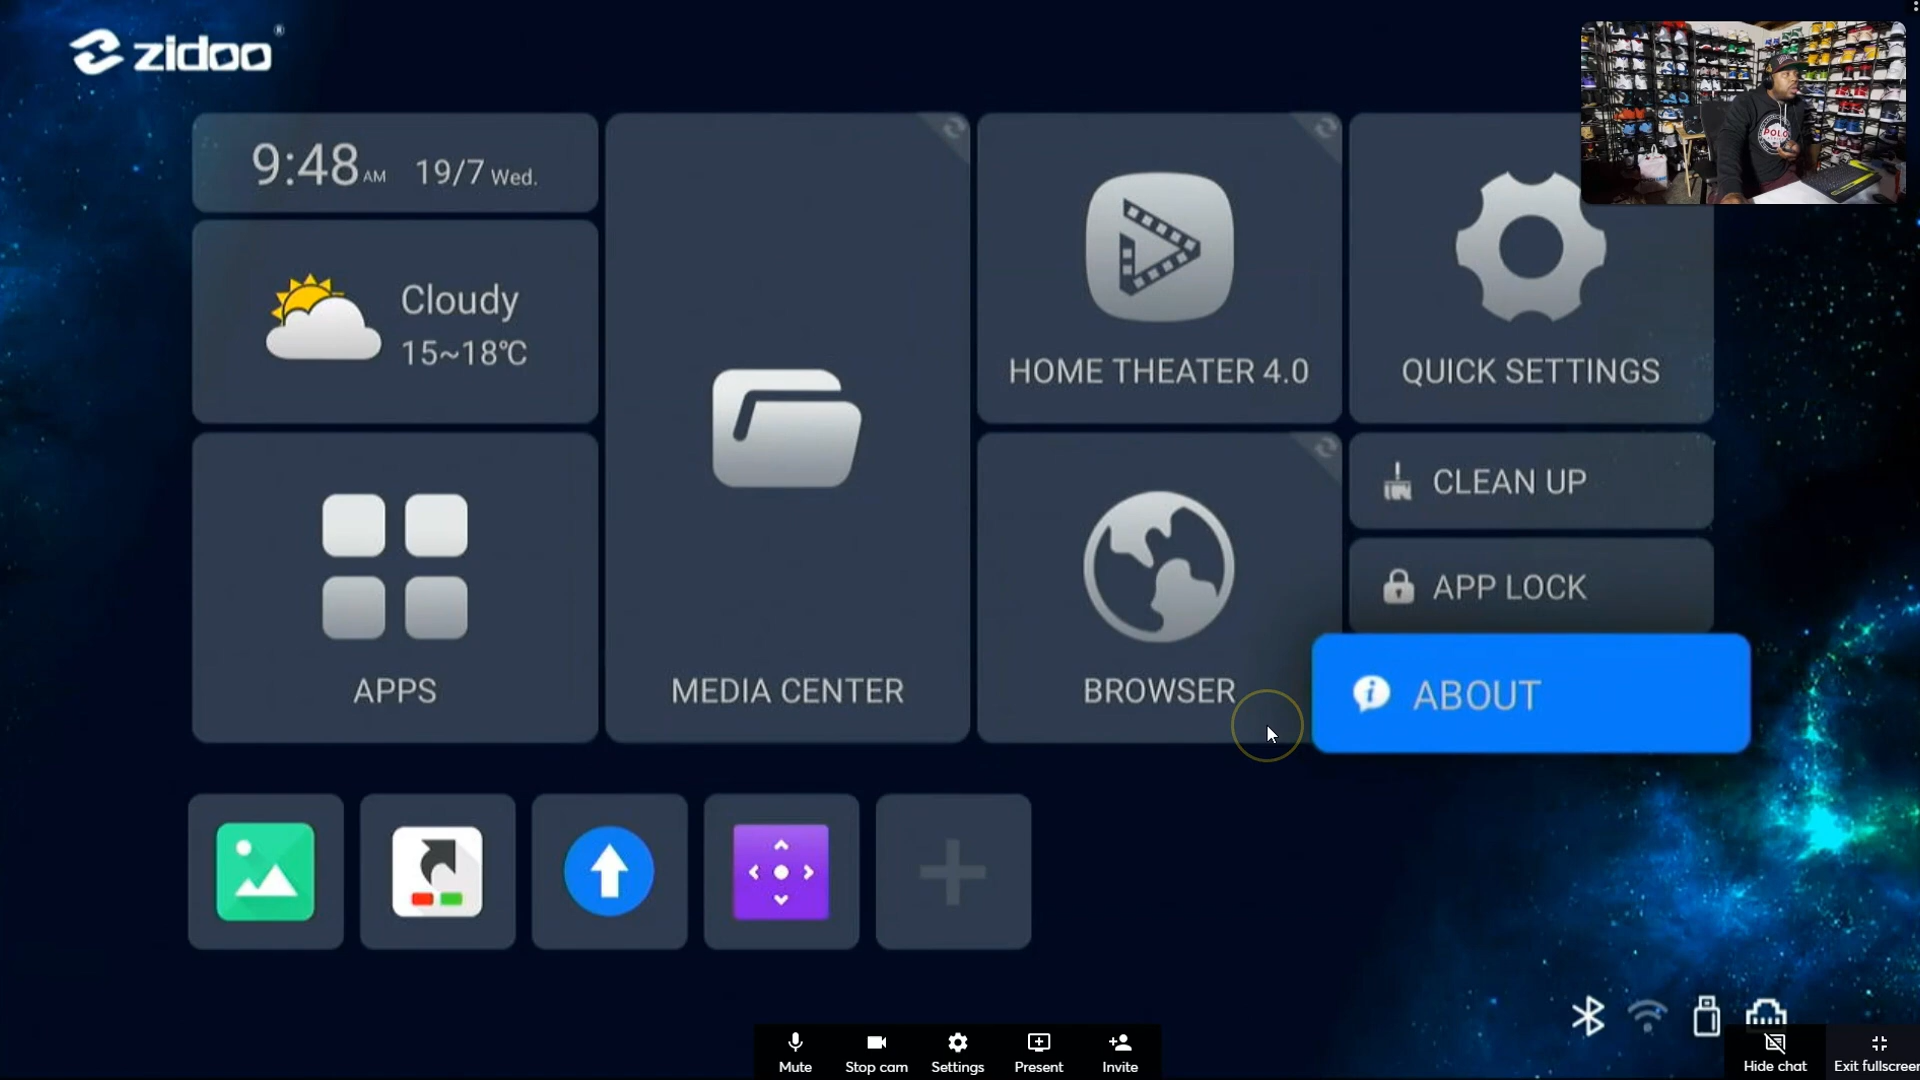 zidoo®
9:48 AM 19/7 Wed.
Cloudy
15~18℃
APPS
MEDIA CENTER
HOME THEATER 4.0
BROWSER
QUICK SETTINGS
CLEAN UP
APP LOCK
ABOUT
POLO
Mute
Stop cam
Settings
Present
Invite
Hide chat
Exit fullscreen